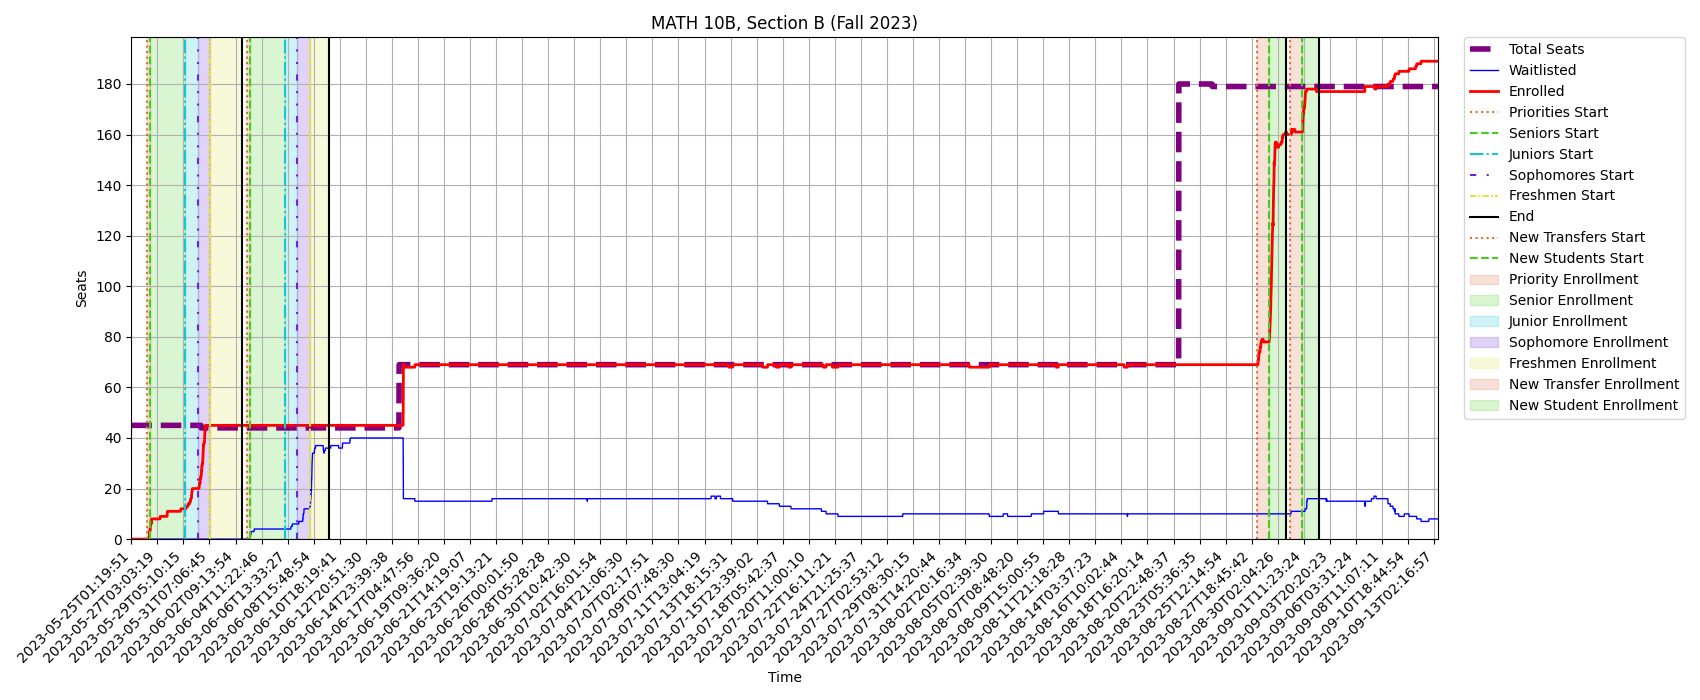 MATH 10B, Section B (Fall 2023)
Seats
180
160
140
120
100
80
60
40
20
0
2023-05-25T01:19:51
2023-05-27T03:03:19
2023-05-29T05:10:15
2023-05-31T07:06:45
2023-06-02T09:13:54
2023-06-04T11:22:46
2023-06-06T13:33:27
2023-06-08T15:48:54
2023-06-10T18:19:41
2023-06-12T20:51:30
2023-06-14T23:39:38
2023-06-17T04:47:56
2023-06-19T09:36:20
2023-06-21T14:19:07
2023-06-23T19:13:21
2023-06-26T00:01:50
2023-06-28T05:28:28
2023-06-30T10:42:30
2023-07-02T16:01:54
2023-07-04T21:06:30
2023-07-07T02:17:51
2023-07-09T07:48:30
2023-07-11T13:04:19
2023-07-13T18:15:31
2023-07-15T23:39:02
2023-07-18T05:42:37
2023-07-20T11:00:10
2023-07-22T16:11:21
2023-07-24T21:25:37
2023-07-27T02:53:12
2023-07-29T08:30:15
2023-07-31T14:20:44
2023-08-02T20:16:34
2023-08-05T02:39:30
2023-08-07T08:48:20
2023-08-09T15:00:55
2023-08-11T21:18:28
2023-08-14T03:37:23
2023-08-16T10:02:44
2023-08-18T16:20:14
2023-08-20T22:48:37
2023-08-23T05:36:35
2023-08-25T12:14:54
2023-08-27T18:45:42
2023-08-30T02:04:26
2023-09-01T11:23:24
2023-09-03T20:20:23
2023-09-06T03:31:24
2023-09-08T11:07:11
2023-09-10T18:44:54
2023-09-13T02:16:57
Time
Total Seats
Waitlisted
Enrolled
Priorities Start
Seniors Start
Juniors Start
Sophomores Start
Freshmen Start
End
New Transfers Start
New Students Start
Priority Enrollment
Senior Enrollment
Junior Enrollment
Sophomore Enrollment
Freshmen Enrollment
New Transfer Enrollment
New Student Enrollment